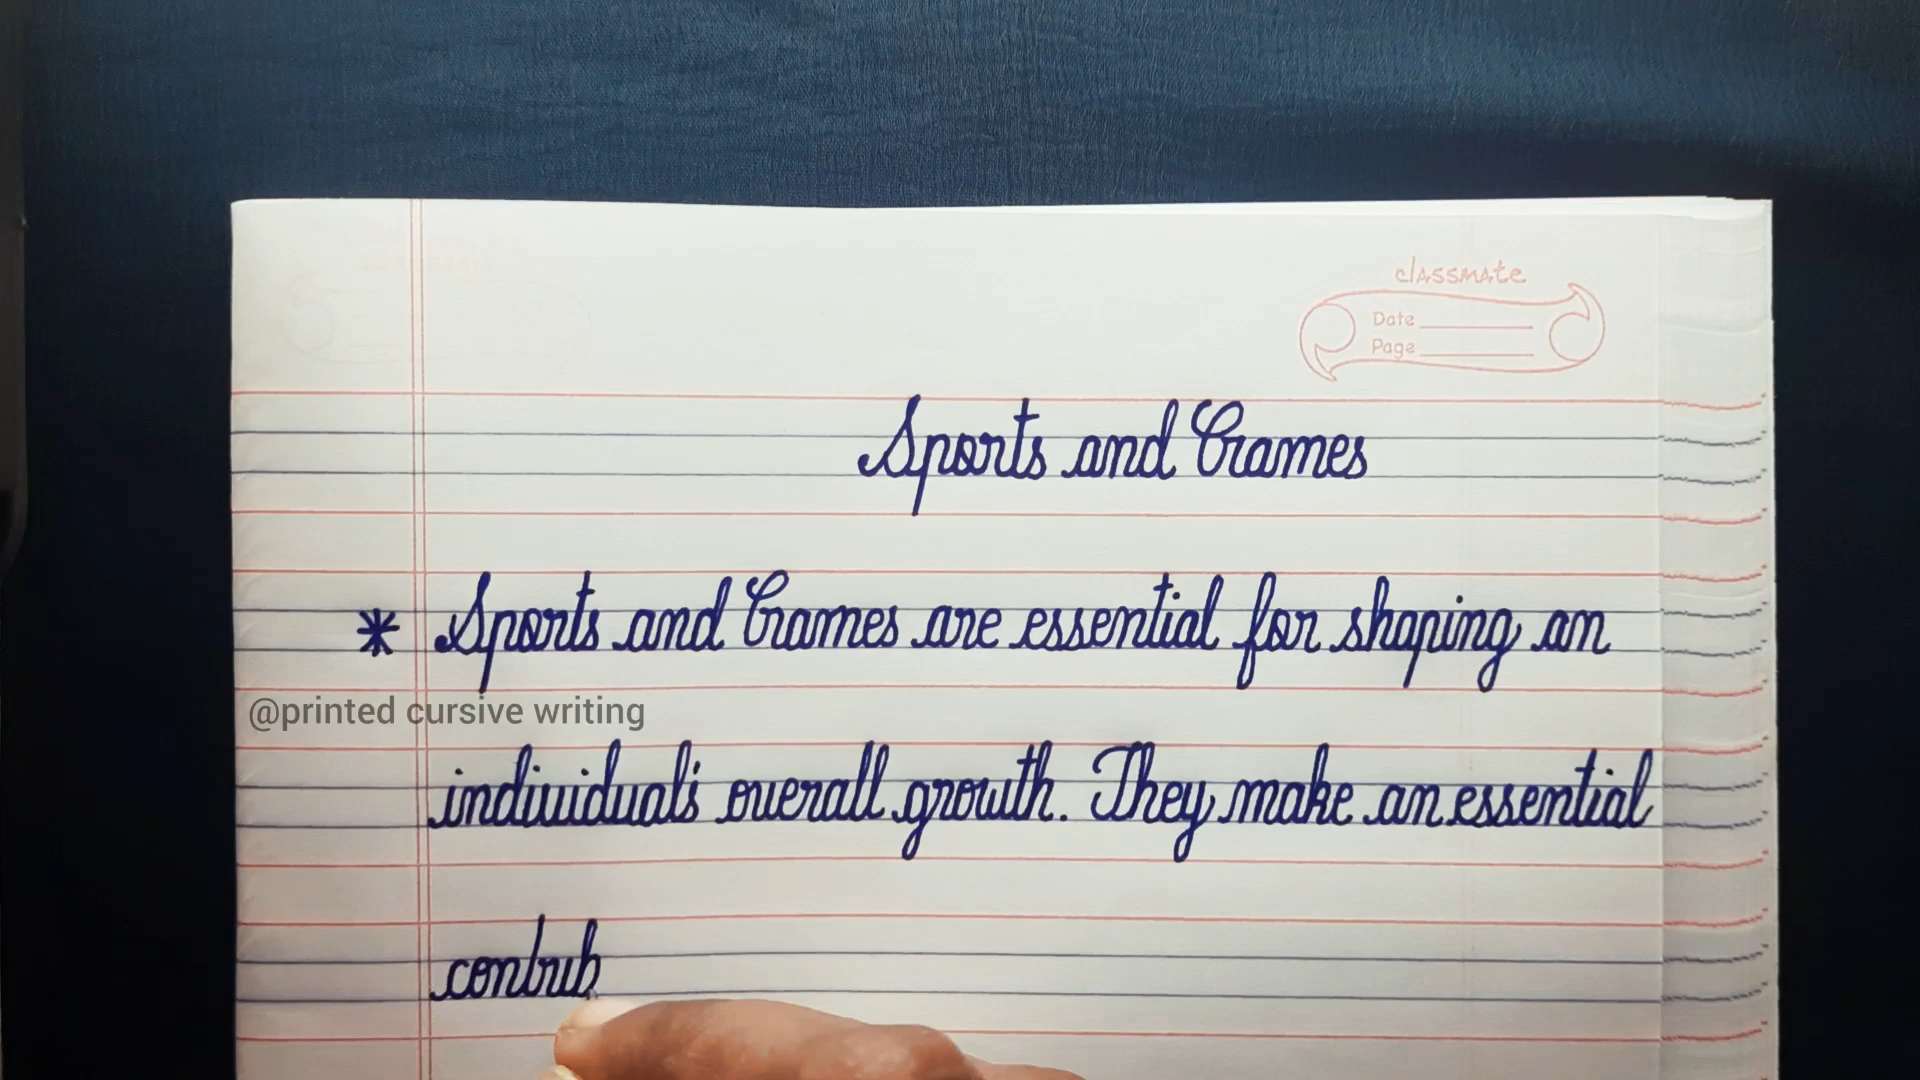 classmate
Date
Page
Sports and Games
* Sports and Games are essential for shaping an
@printed cursive writing
individual's overall growth. They make an essential
contrib